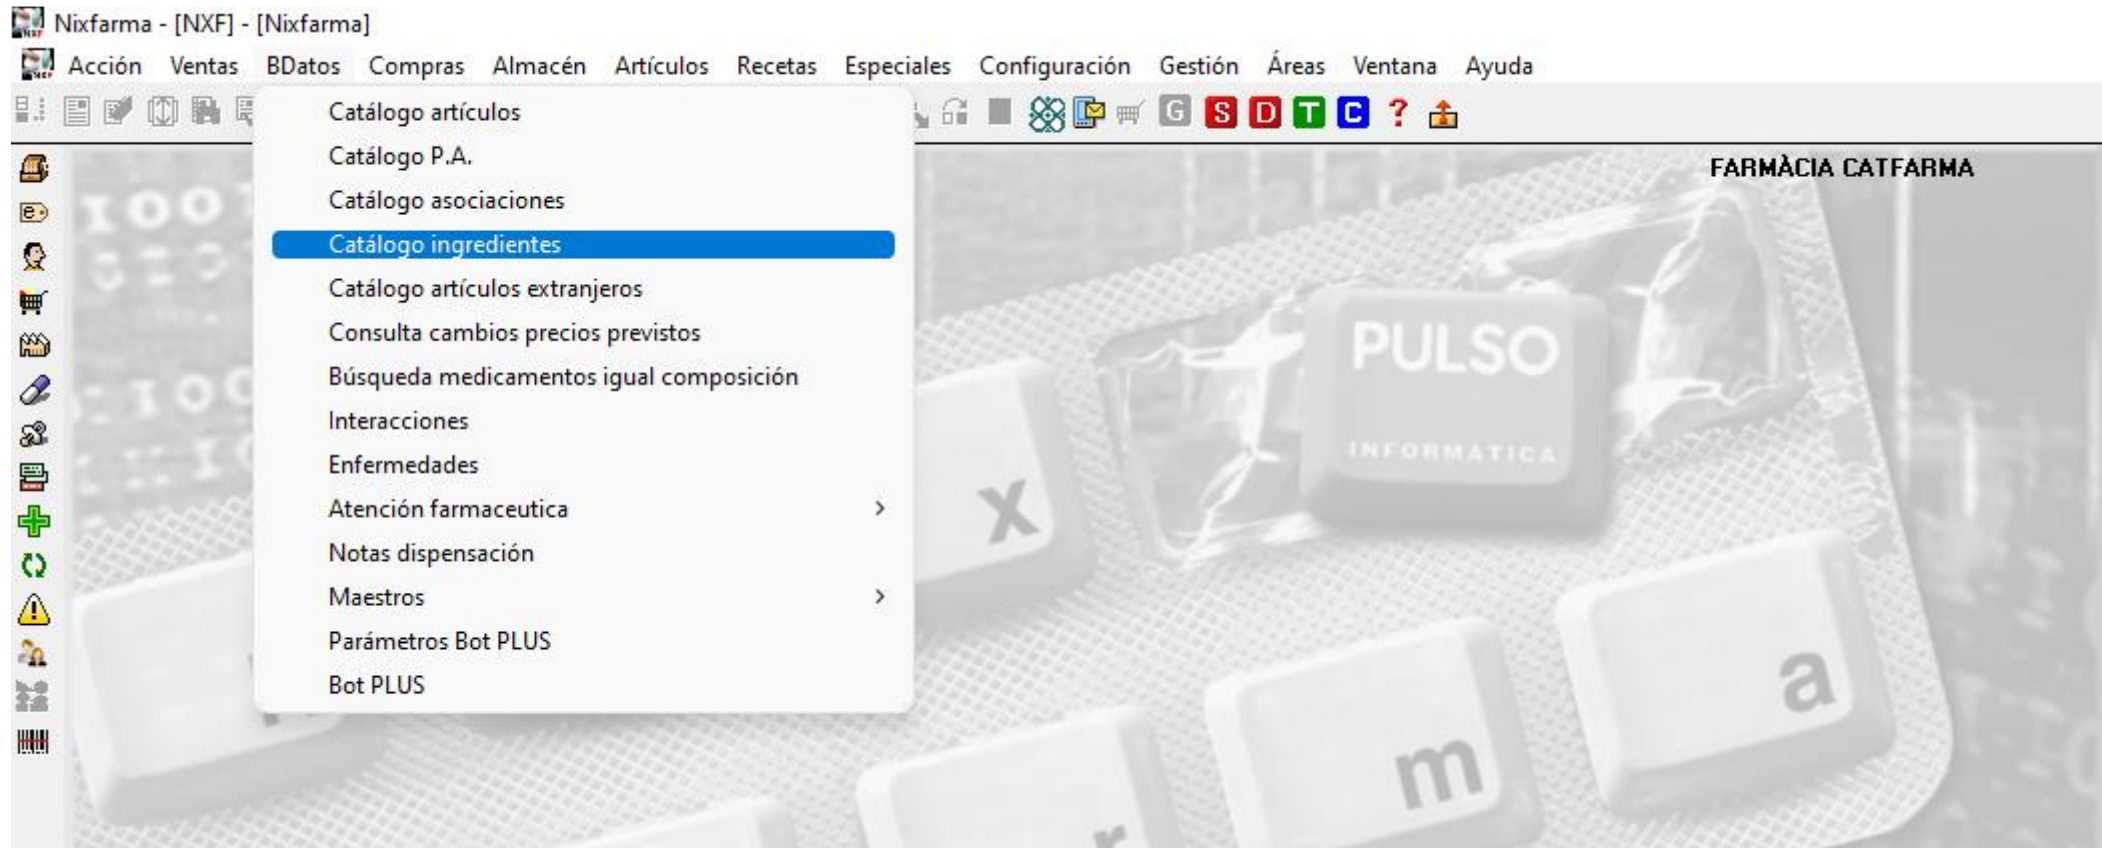 Nixfarma - [NXF] - [Nixfarma]
Acción Ventas BDatos Compras Almacén Artículos Recetas Especiales Configuración Gestión Áreas Ventana Ayuda
G S D T C ?
FARMÀCIA CATFARMA
Catálogo artículos
Catálogo P.A.
Catálogo asociaciones
Catálogo ingredientes
Catálogo artículos extranjeros
Consulta cambios precios previstos
Búsqueda medicamentos igual composición
Interacciones
Enfermedades
Atención farmaceutica
Notas dispensación
Maestros
Parámetros Bot PLUS
Bot PLUS
PULSO
INFORMÁTICA
x
a
m
r